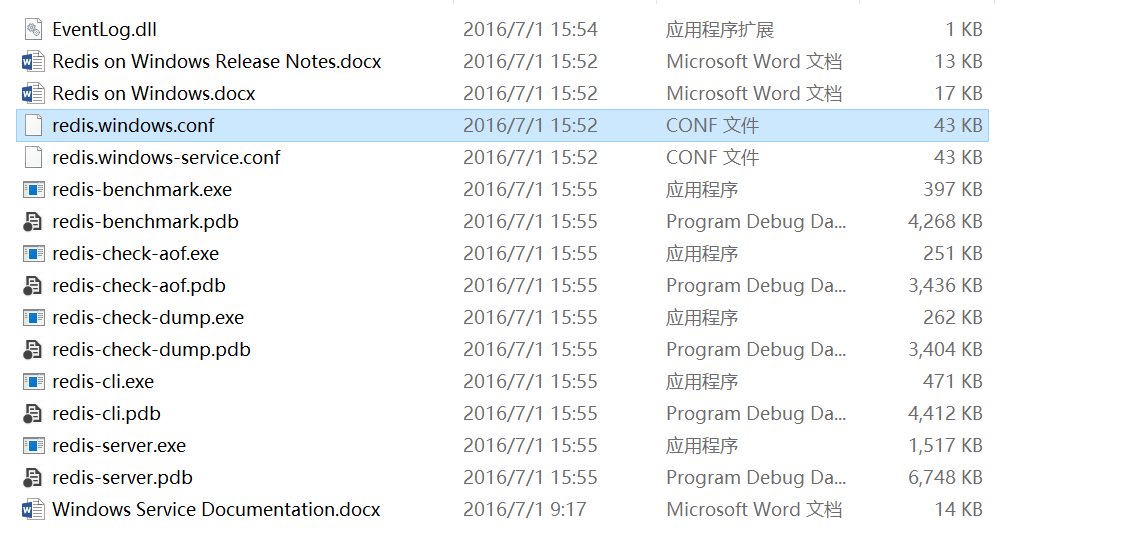 EventLog.dll 2016/7/1 15:54 应用程序扩展 1 KB
Redis on Windows Release Notes.docx 2016/7/1 15:52 Microsoft Word 文档 13 KB
Redis on Windows.docx 2016/7/1 15:52 Microsoft Word 文档 17 KB
redis.windows.conf 2016/7/1 15:52 CONF 文件 43 KB
redis.windows-service.conf 2016/7/1 15:52 CONF 文件 43 KB
redis-benchmark.exe 2016/7/1 15:55 应用程序 397 KB
redis-benchmark.pdb 2016/7/1 15:55 Program Debug Da... 4,268 KB
redis-check-aof.exe 2016/7/1 15:55 应用程序 251 KB
redis-check-aof.pdb 2016/7/1 15:55 Program Debug Da... 3,436 KB
redis-check-dump.exe 2016/7/1 15:55 应用程序 262 KB
redis-check-dump.pdb 2016/7/1 15:55 Program Debug Da... 3,404 KB
redis-cli.exe 2016/7/1 15:55 应用程序 471 KB
redis-cli.pdb 2016/7/1 15:55 Program Debug Da... 4,412 KB
redis-server.exe 2016/7/1 15:55 应用程序 1,517 KB
redis-server.pdb 2016/7/1 15:55 Program Debug Da... 6,748 KB
Windows Service Documentation.docx 2016/7/1 9:17 Microsoft Word 文档 14 KB